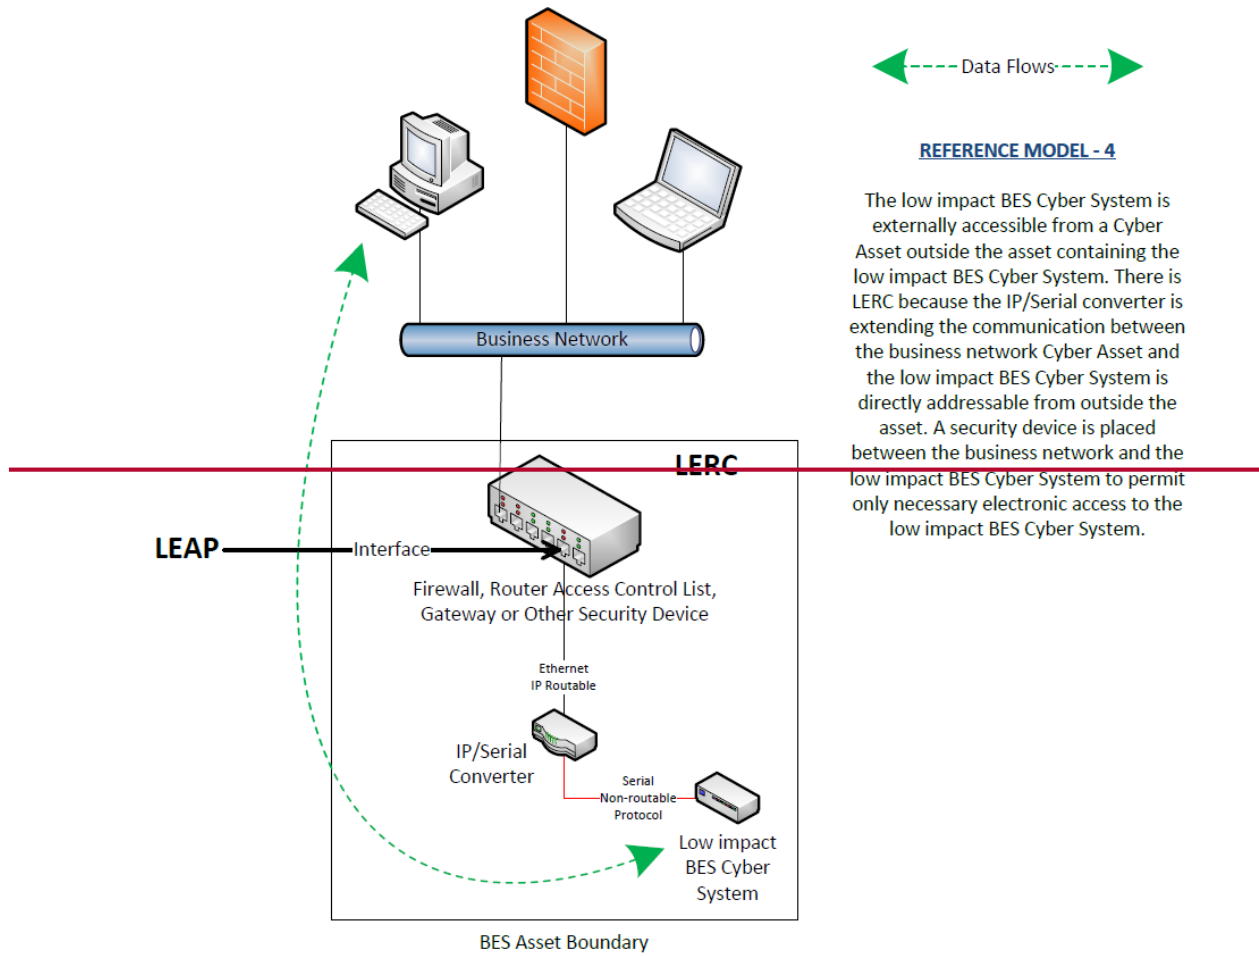 Data Flows
REFERENCE MODEL - 4
The low impact BES Cyber System is
externally accessible from a Cyber
Asset outside the asset containing the
low impact BES Cyber System. There is
LERC because the IP/Serial converter is
extending the communication between
the business network Cyber Asset and
the low impact BES Cyber System is
directly addressable from outside the
asset. A security device is placed
between the business network and the
low impact BES Cyber System to permit
only necessary electronic access to the
low impact BES Cyber System.
Business Network
LERC
LEAP
Interface
Firewall, Router Access Control List,
Gateway or Other Security Device
Ethernet
IP Routable
IP/Serial
Converter
Serial
Non-routable
Protocol
Low impact
BES Cyber
System
BES Asset Boundary